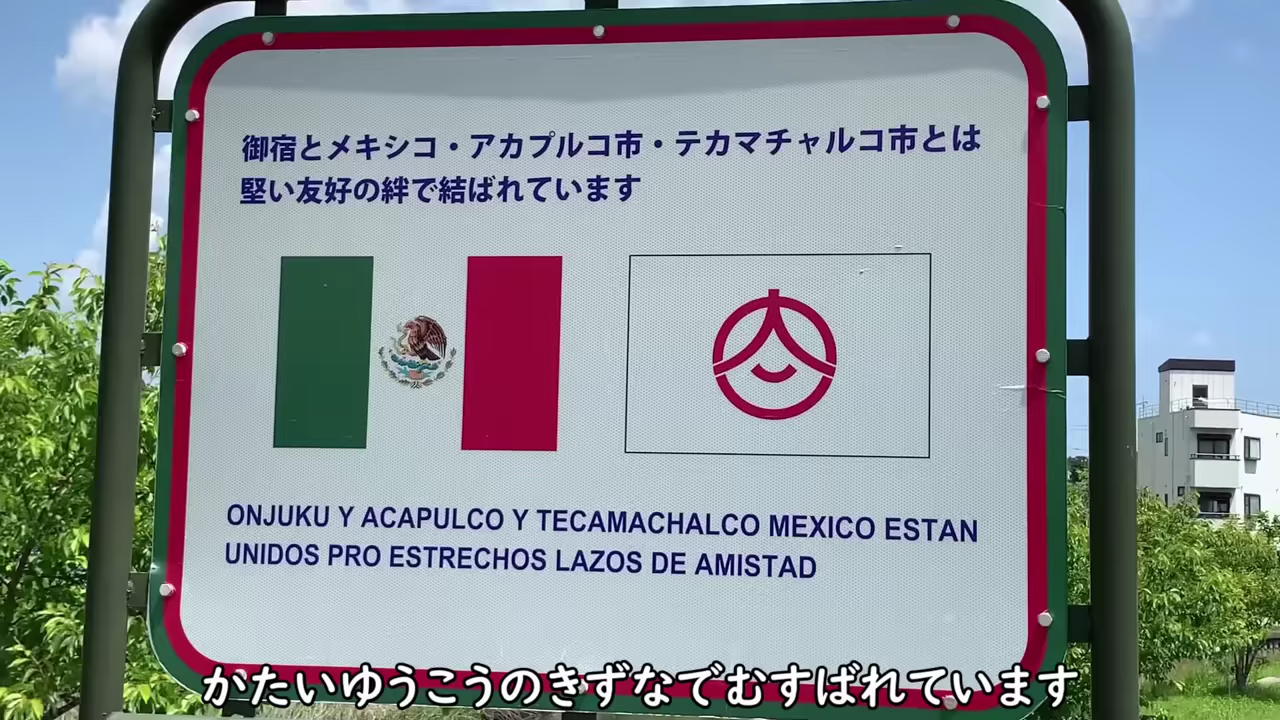 御宿とメキシコ・アカプルコ市・テカマチャルコ市とは
堅い友好の絆で結ばれています
ONJUKU Y ACAPULCO Y TECAMACHALCO MEXICO ESTAN
UNIDOS PRO ESTRECHOS LAZOS DE AMISTAD
かたいゆうこうのきずなでむすばれています